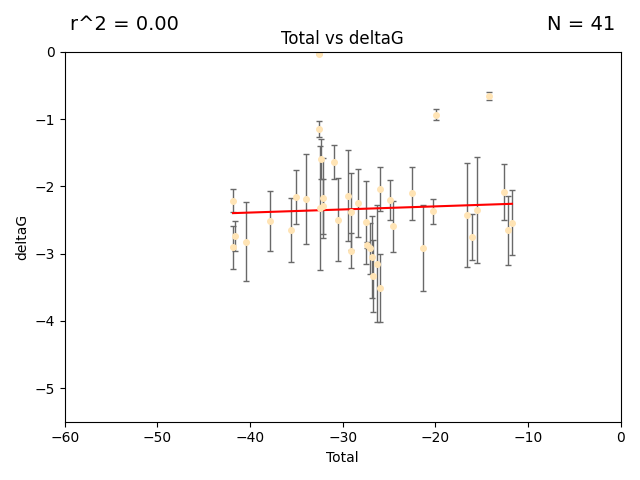 r^2 = 0.00
N = 41
Total vs deltaG
0
−1
−2
−3
−4
−5
deltaG
−60
−50
−40
−30
−20
−10
0
Total